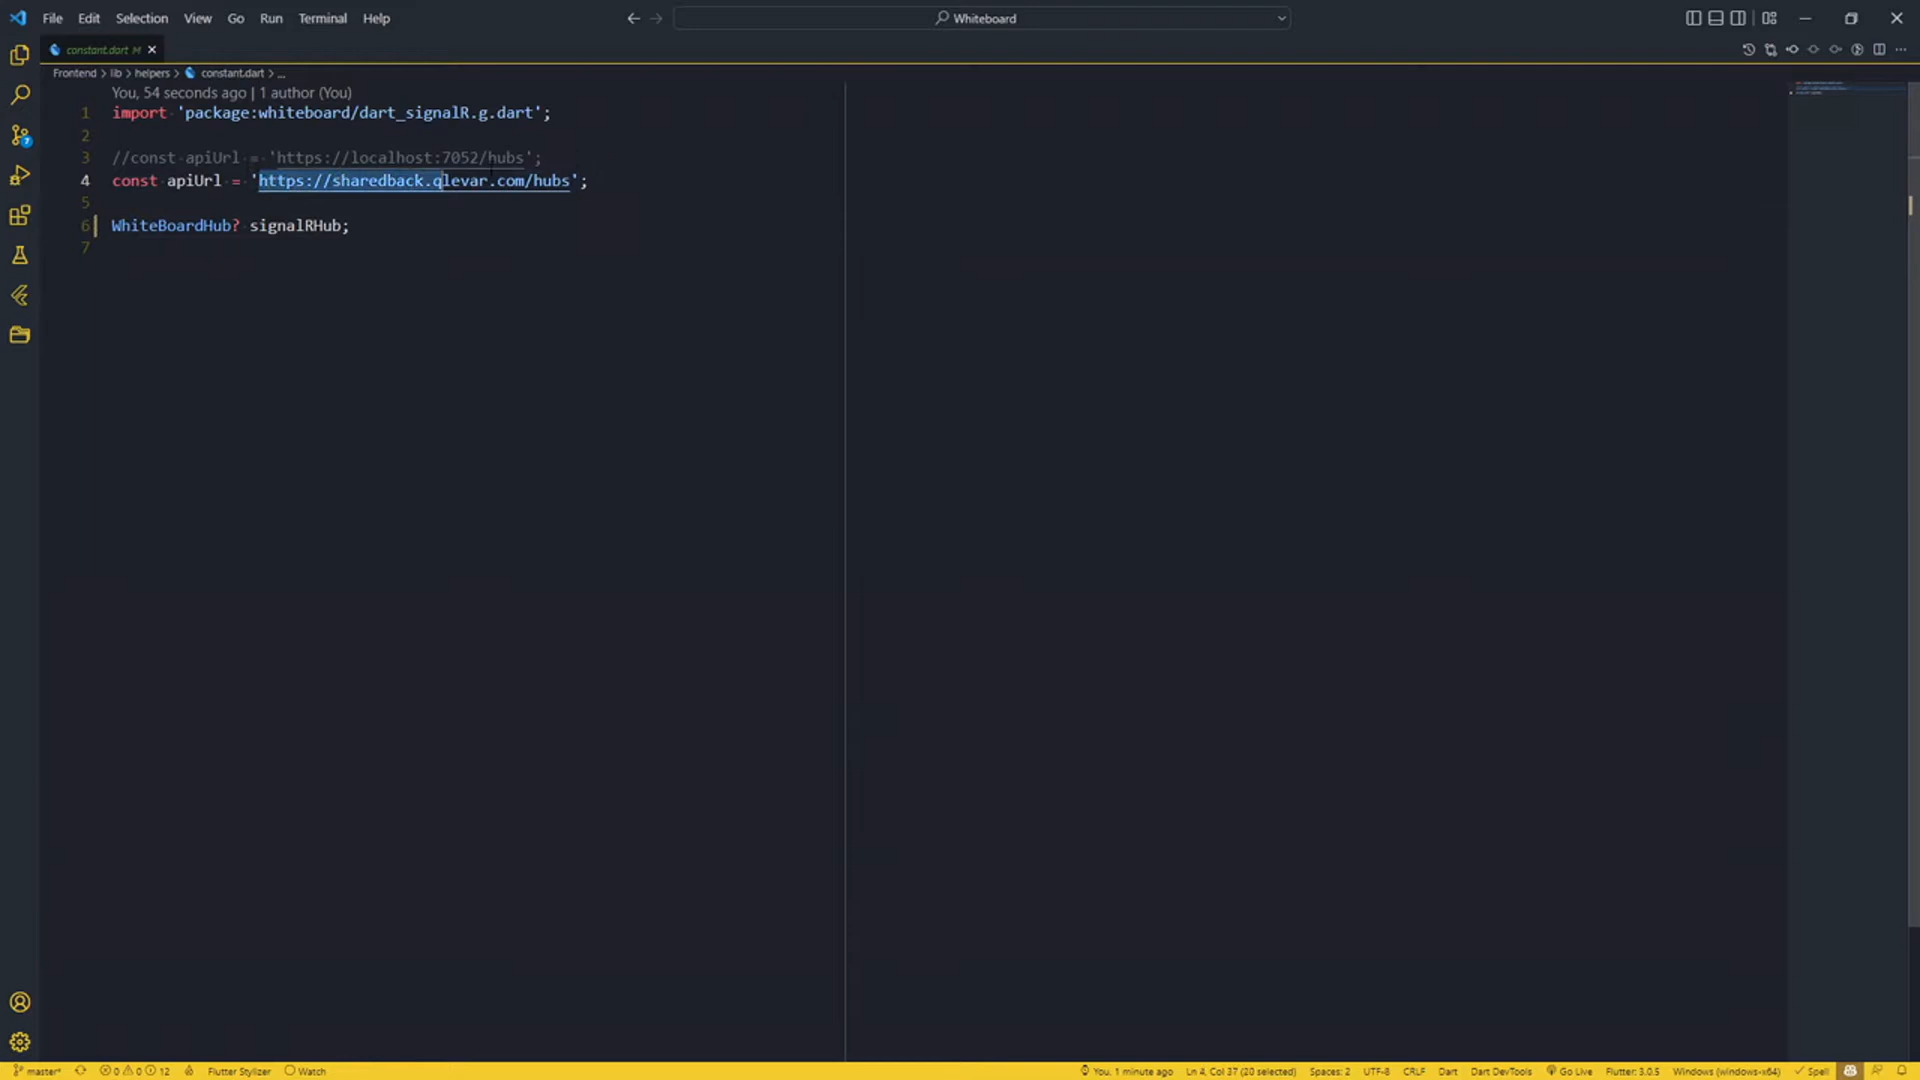 File Edit Selection View Go Run Terminal Help
Whiteboard
constant.dart M
Frontend > lib > helpers > constant.dart > ...
You, 54 seconds ago | 1 author (You)
1 import 'package:whiteboard/dart_signalR.g.dart';
2
3 //const apiUrl = 'https://localhost:7052/hubs';
4 const apiUrl = 'https://sharedback.qlevar.com/hubs';
5
6 WhiteBoardHub? signalRHub;
7
7
master* 0 0 12 Flutter Stylizer Watch You, 1 minute ago Ln 4, Col 37 (20 selected) Spaces: 2 UTF-8 CRLF Dart Dart DevTools Go Live Flutter: 3.0.5 Windows (windows-x64) Spell